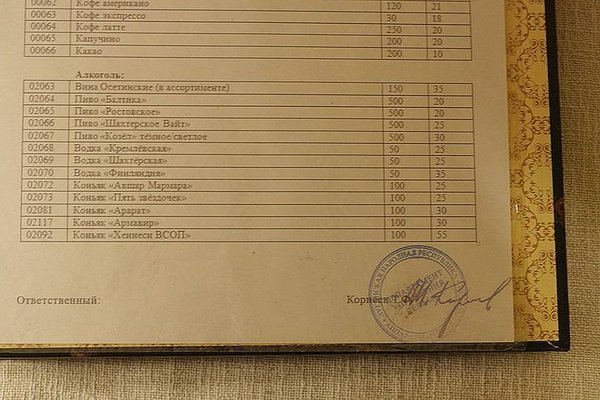 00062 Кофе американо 120 21
00063 Кофе экспрессо 30 18
00064 Кофе латте 250 20
00065 Капучино 200 20
00066 Какао 200 10
Алкоголь:
02063 Вина Осетинские (в ассортименте) 150 35
02064 Пиво «Балтика» 500 20
02065 Пиво «Ростовское» 500 20
02066 Пиво «Шахтерское Вайт» 500 25
02067 Пиво «Козёл» тёмное/светлое 500 30
02068 Водка «Кремлёвская» 50 25
02069 Водка «Шахтёрская» 50 25
02070 Водка «Финляндия» 50 35
02072 Коньяк «Авшар Мармара» 100 25
02073 Коньяк «Пять звёздочек» 100 25
02081 Коньяк «Арарат» 100 30
02117 Коньяк «Армавир» 100 30
02092 Коньяк «Хеннеси ВСОП» 100 55
НАРОДНАЯ РЕСПУБЛИКА
Ответственный: Корнеев Т.Ф.